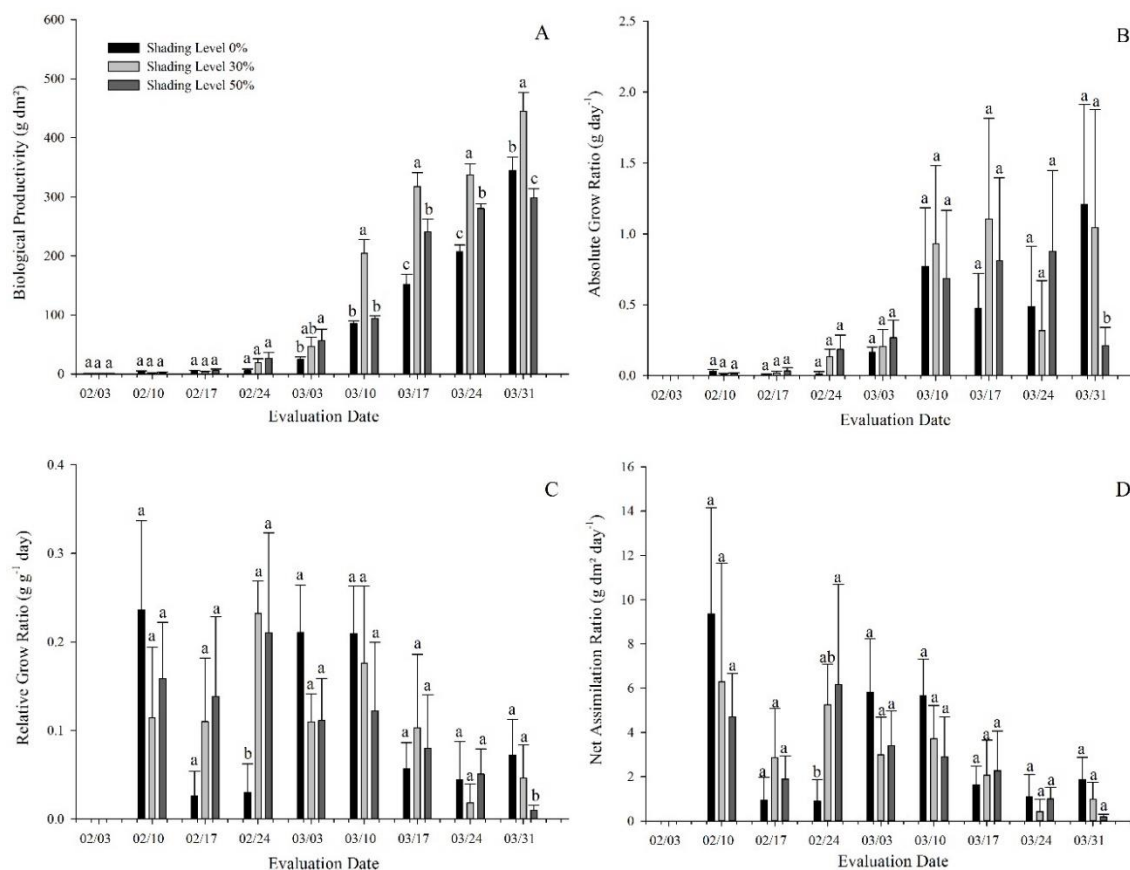 A
Shading Level 0%
Shading Level 30%
Shading Level 50%
Biological Productivity (g dm²)
600
500
400
300
200
100
0
a a a
a a a
a a a
a a a
b ab a
b a b
c a b
c a b
b a c
02/03 02/10 02/17 02/24 03/03 03/10 03/17 03/24 03/31
Evaluation Date
B
Absolute Grow Ratio (g day⁻¹)
2.5
2.0
1.5
1.0
0.5
0.0
a a a
a a a
a a a
a a a
a a a
a a a
a a a
a a b
02/03 02/10 02/17 02/24 03/03 03/10 03/17 03/24 03/31
Evaluation Date
C
Relative Grow Ratio (g g⁻¹ day)
0.4
0.3
0.2
0.1
0.0
a a a
a a a
b a a
a a a
a a a
a a a
a a a
a a b
02/03 02/10 02/17 02/24 03/03 03/10 03/17 03/24 03/31
Evaluation Date
D
Net Assimilation Ratio (g dm² day⁻¹)
16
14
12
10
8
6
4
2
0
a a a
a a a
b ab a
a a a
a a a
a a a
a a a
a a a
02/03 02/10 02/17 02/24 03/03 03/10 03/17 03/24 03/31
Evaluation Date